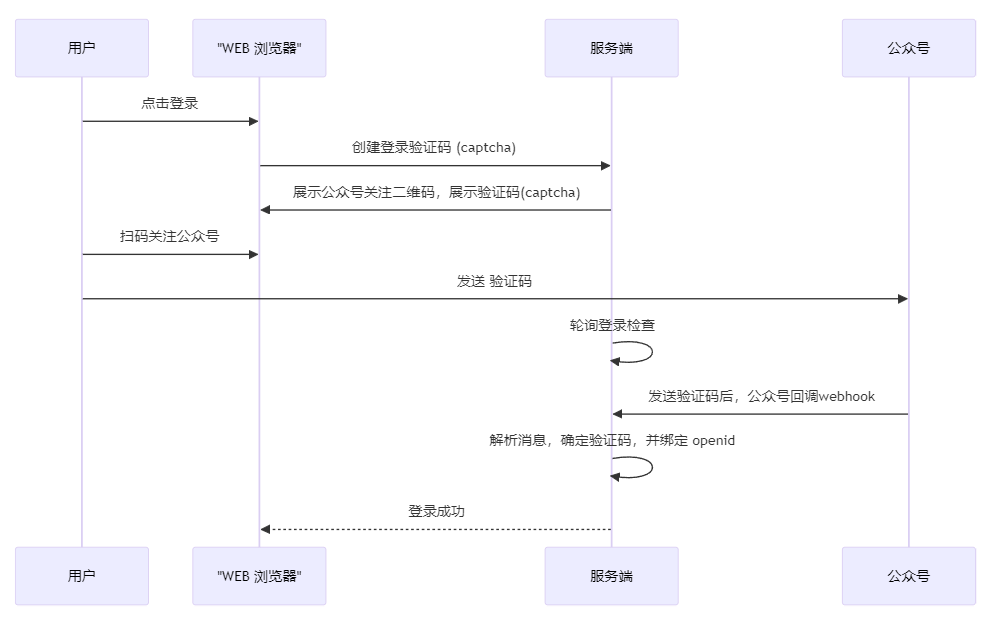 用户
"WEB 浏览器"
服务端
公众号
点击登录
创建登录验证码 (captcha)
展示公众号关注二维码，展示验证码(captcha)
扫码关注公众号
发送 验证码
轮询登录检查
发送验证码后，公众号回调webhook
解析消息，确定验证码，并绑定 openid
登录成功
用户
"WEB 浏览器"
服务端
公众号